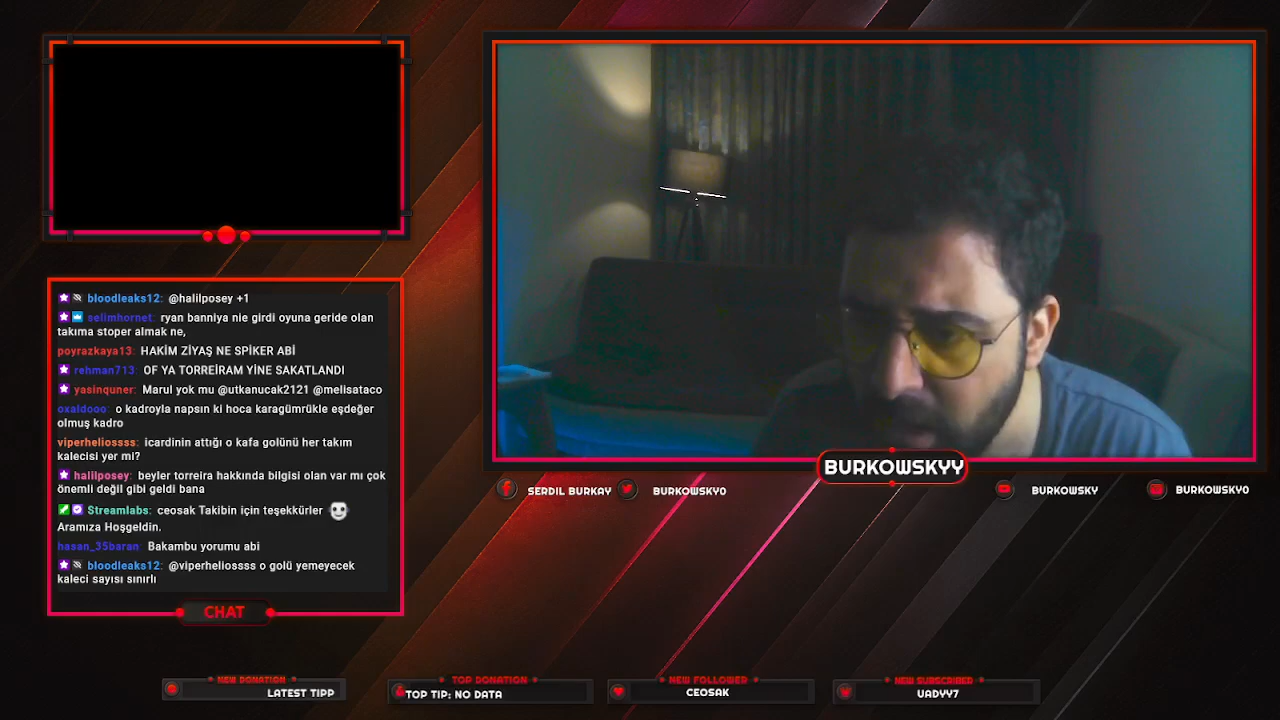 bloodleaks12: @halilposey +1
selimhornet: ryan banniya nie girdi oyuna geride olan
takıma stoper almak ne,
poyrazkaya13: HAKİM ZİYAŞ NE SPİKER ABİ
rehman713: OF YA TORREİRAM YİNE SAKATLANDI
yasinquner: Marul yok mu @utkanucak2121 @melisataco
oxaidooo: o kadroyla napsın ki hoca karagümrükle eşdeğer
olmuş kadro
viperheliossss: icardinin attığı o kafa golünü her takım
kalecisi yer mi?
halilposey: beyler torreira hakkında bilgisi olan var mı çok
önemli değil gibi geldi bana
Streamlabs: ceosak Takibin için teşekkürler
Aramıza Hoşgeldin.
hasan_35baran: Bakambu yorumu abi
bloodleaks12: @viperheliossss o golü yemeyecek
kaleci sayısı sınırlı
CHAT
BURKOWSKYY
SERDIL BURKAY
BURKOWSKY0
BURKOWSKY
BURKOWSKY0
NEW DONATION
LATEST TIPP
TOP DONATION
TOP TIP: NO DATA
NEW FOLLOWER
CEOSAK
NEW SUBSCRIBER
UADYY7